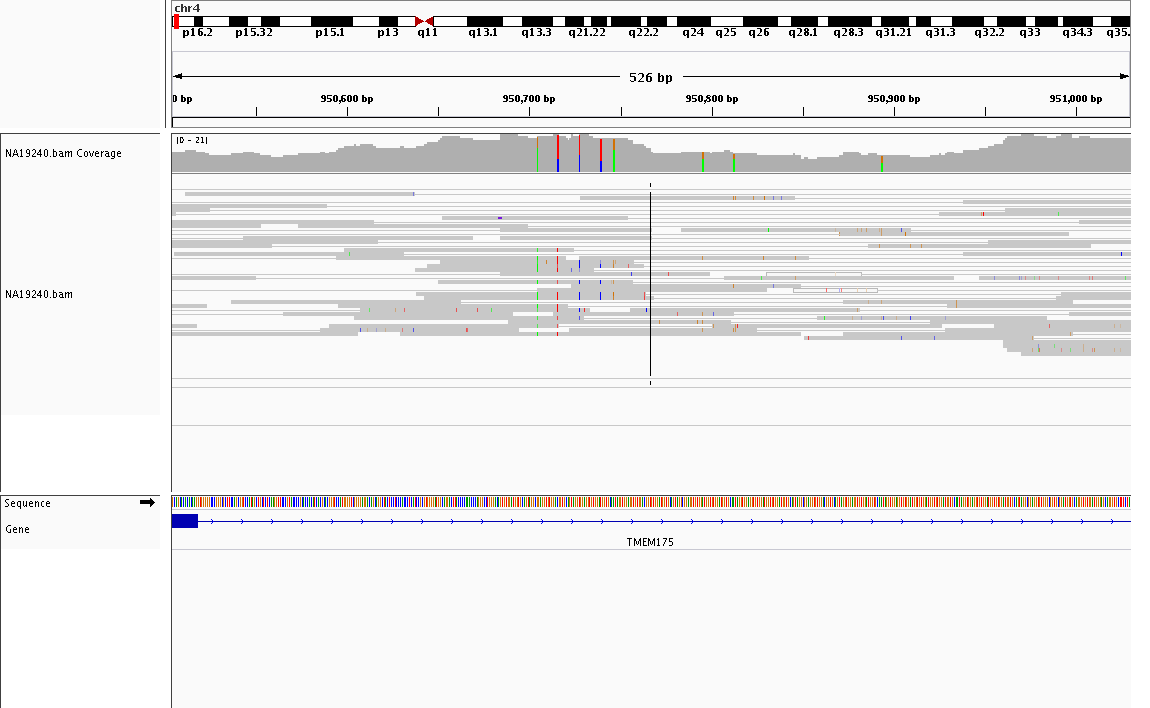 chr4
p16.2 p15.32 p15.1 p13 q11 q13.1 q13.3 q21.22 q22.2 q24 q25 q26 q28.1 q28.3 q31.21 q31.3 q32.2 q33 q34.3 q35.
526 bp
0 bp 950,600 bp 950,700 bp 950,800 bp 950,900 bp 951,000 bp
NA19240.bam Coverage
[0 - 21]
NA19240.bam
Sequence
Gene
TMEM175